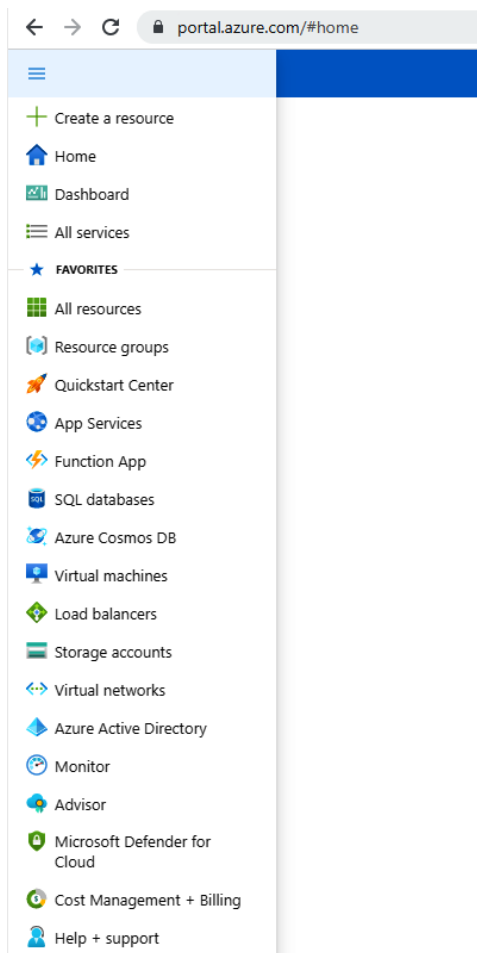 portal.azure.com/#home
Create a resource
Home
Dashboard
All services
FAVORITES
All resources
Resource groups
Quickstart Center
App Services
Function App
SQL
SQL databases
Azure Cosmos DB
Virtual machines
Load balancers
Storage accounts
Virtual networks
Azure Active Directory
Monitor
Advisor
Microsoft Defender for
Cloud
Cost Management + Billing
Help + support